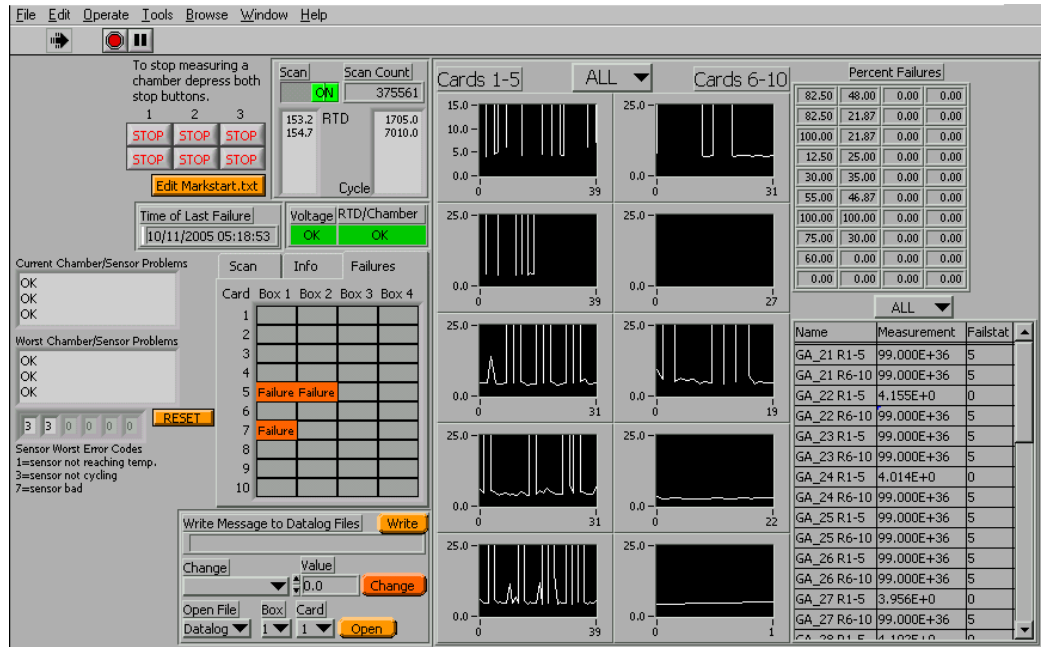 File Edit Operate Tools Browse Window Help
To stop measuring a
chamber depress both
stop buttons.
1 2 3
STOP STOP STOP
STOP STOP STOP
Edit Markstart.txt
Scan Scan Count
ON 375561
153.2 RTD 1705.0
154.7 7010.0
Cycle
Time of Last Failure
10/11/2005 05:18:53
Voltage RTD/Chamber
OK OK
Current Chamber/Sensor Problems
OK
OK
OK
Worst Chamber/Sensor Problems
OK
OK
OK
3 3 0 0 0 0
RESET
Sensor Worst Error Codes
1=sensor not reaching temp.
3=sensor not cycling
7=sensor bad
Scan Info Failures
Card Box 1 Box 2 Box 3 Box 4
1
2
3
4
5 Failure Failure
6
7 Failure
8
9
10
Write Message to Datalog Files Write
Change Value
0.0 Change
Open File Box Card
Datalog 1 1 Open
Cards 1-5 ALL Cards 6-10
15.0
10.0
5.0
0.0
0 39
25.0
0.0
0 31
25.0
0.0
0 39
25.0
0.0
0 27
25.0
0.0
0 31
25.0
0.0
0 19
25.0
0.0
0 31
25.0
0.0
0 22
25.0
0.0
0 39
25.0
0.0
0 1
Percent Failures
82.50 48.00 0.00 0.00
82.50 21.87 0.00 0.00
100.00 21.87 0.00 0.00
12.50 25.00 0.00 0.00
30.00 35.00 0.00 0.00
55.00 46.87 0.00 0.00
100.00 100.00 0.00 0.00
75.00 30.00 0.00 0.00
60.00 0.00 0.00 0.00
0.00 0.00 0.00 0.00
ALL
Name Measurement Failstat
GA_21 R1-5 99.000E+36 5
GA_21 R6-10 99.000E+36 5
GA_22 R1-5 4.155E+0 0
GA_22 R6-10 99.000E+36 5
GA_23 R1-5 99.000E+36 5
GA_23 R6-10 99.000E+36 5
GA_24 R1-5 4.014E+0 0
GA_24 R6-10 99.000E+36 5
GA_25 R1-5 99.000E+36 5
GA_25 R6-10 99.000E+36 5
GA_26 R1-5 99.000E+36 5
GA_26 R6-10 99.000E+36 5
GA_27 R1-5 3.956E+0 0
GA_27 R6-10 99.000E+36 5